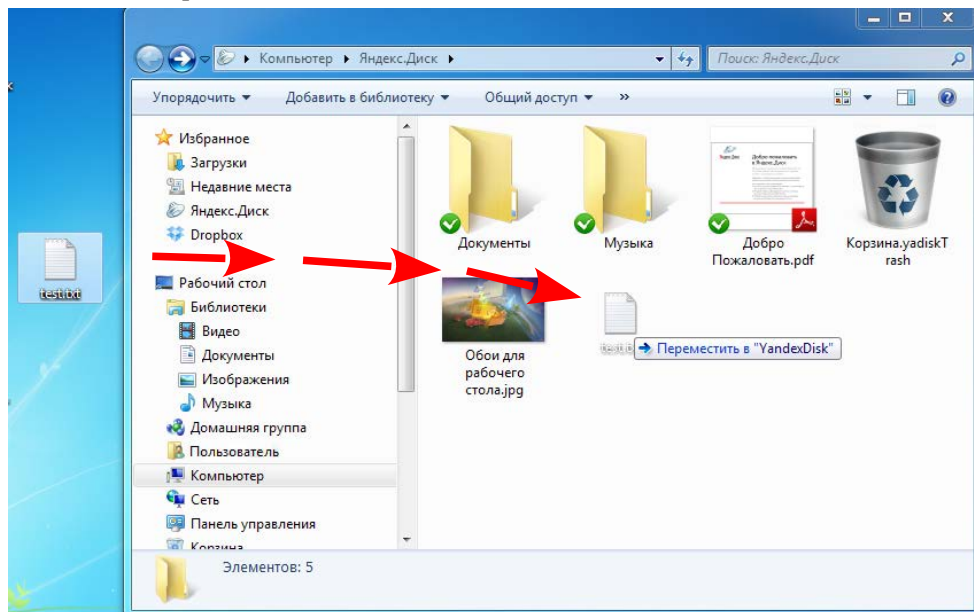 Компьютер ▸ Яндекс.Диск ▸
Поиск: Яндекс.Диск
Упорядочить ▾ Добавить в библиотеку ▾ Общий доступ ▾ »
Избранное
Загрузки
Недавние места
Яндекс.Диск
Dropbox
Рабочий стол
Библиотеки
Видео
Документы
Изображения
Музыка
Домашняя группа
Пользователь
Компьютер
Сеть
Панель управления
Корзина
test.txt
Документы
Музыка
Добро
Пожаловать.pdf
Корзина.yadiskT
rash
Обои для
рабочего
стола.jpg
Переместить в "YandexDisk"
Элементов: 5